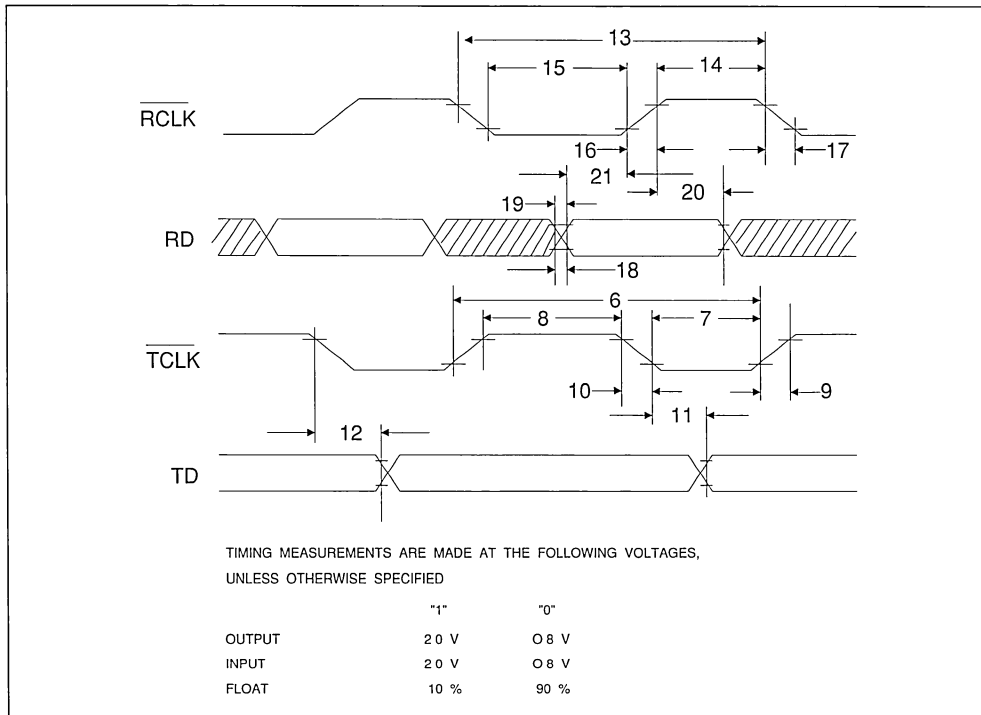 13
15
14
RCLK
16
17
21
20
19
RD
18
6
8
7
TCLK
10
9
11
12
TD
TIMING MEASUREMENTS ARE MADE AT THE FOLLOWING VOLTAGES,
UNLESS OTHERWISE SPECIFIED
"1" "0"
OUTPUT 2 0 V O 8 V
INPUT 2 0 V O 8 V
FLOAT 10 % 90 %